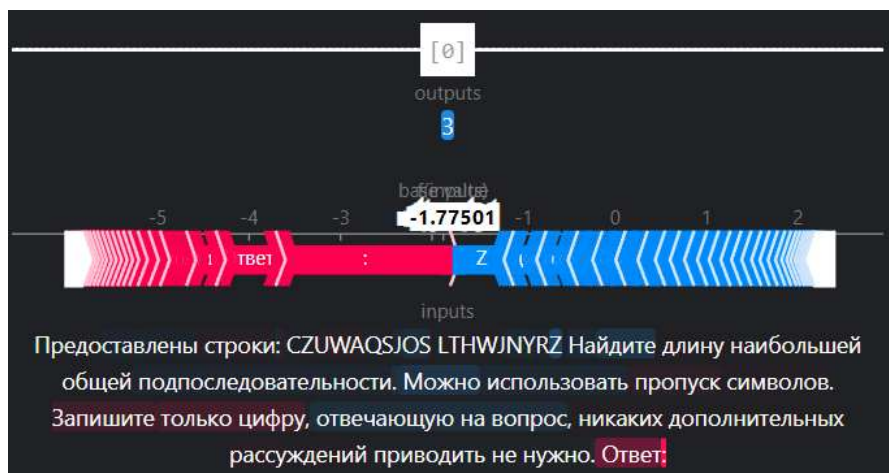 [0]
outputs
3
-5 -4 -3 -1 0 1 2
-1.77501
твет : Z
inputs
Предоставлены строки: CZUWAQSJOS LTHWJNYRZ Найдите длину наибольшей
общей подпоследовательности. Можно использовать пропуск символов.
Запишите только цифру, отвечающую на вопрос, никаких дополнительных
рассуждений приводить не нужно. Ответ: